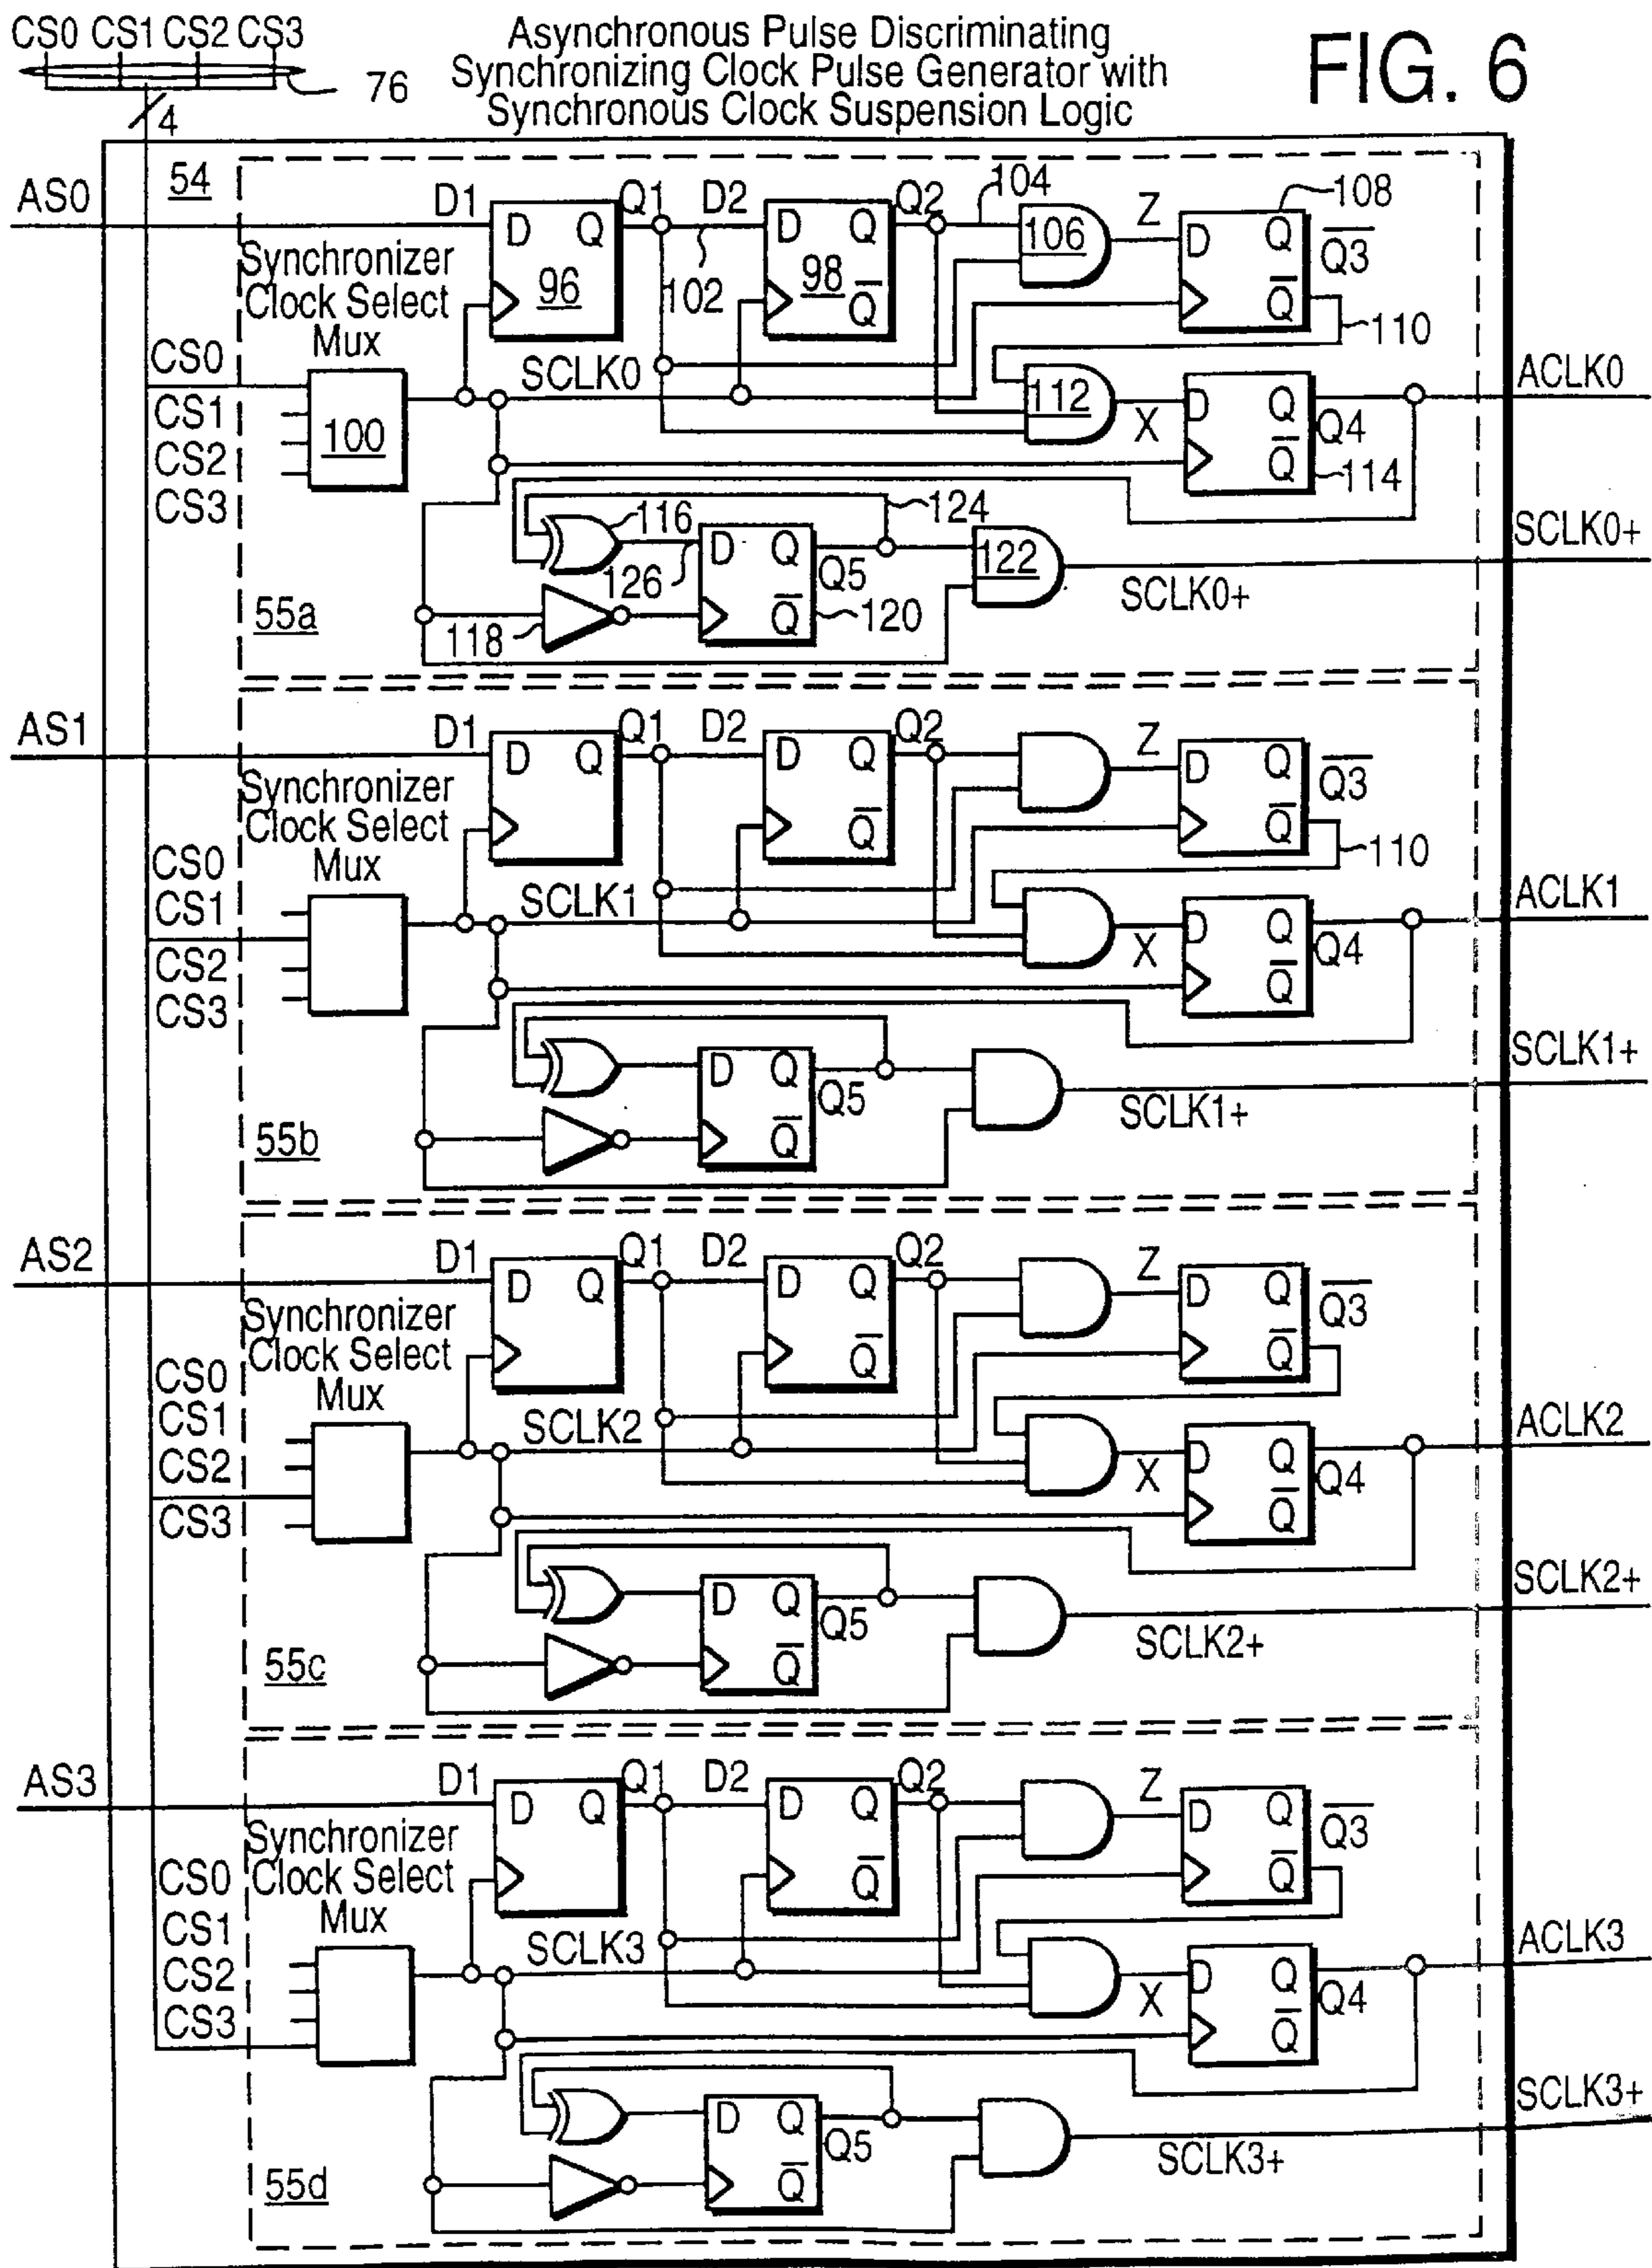 CS0 CS1 CS2 CS3
76
4
Asynchronous Pulse Discriminating
Synchronizing Clock Pulse Generator with
Synchronous Clock Suspension Logic
FIG. 6
54
AS0
D1
D Q
96
Q1
D2
102
D Q
98
Q̅
Q2
104
106
Z
108
D Q
Q̅
Q̅3̅
110
Synchronizer
Clock Select
Mux
CS0
CS1
CS2
CS3
100
SCLK0
112
X
D Q
Q̅
Q4
114
ACLK0
116
126
118
D Q
Q̅
Q5
120
124
122
SCLK0+
SCLK0+
55a
AS1
D1
D Q
Q1
D2
D Q
Q̅
Q2
Z
D Q
Q̅
Q̅3̅
110
Synchronizer
Clock Select
Mux
CS0
CS1
CS2
CS3
SCLK1
X
D Q
Q̅
Q4
ACLK1
D Q
Q̅
Q5
SCLK1+
SCLK1+
55b
AS2
D1
D Q
Q1
D2
D Q
Q̅
Q2
Z
D Q
Q̅
Q̅3̅
Synchronizer
Clock Select
Mux
CS0
CS1
CS2
CS3
SCLK2
X
D Q
Q̅
Q4
ACLK2
D Q
Q̅
Q5
SCLK2+
SCLK2+
55c
AS3
D1
D Q
Q1
D2
D Q
Q̅
Q2
Z
D Q
Q̅
Q̅3̅
Synchronizer
Clock Select
Mux
CS0
CS1
CS2
CS3
SCLK3
X
D Q
Q̅
Q4
ACLK3
D Q
Q̅
Q5
SCLK3+
SCLK3+
55d